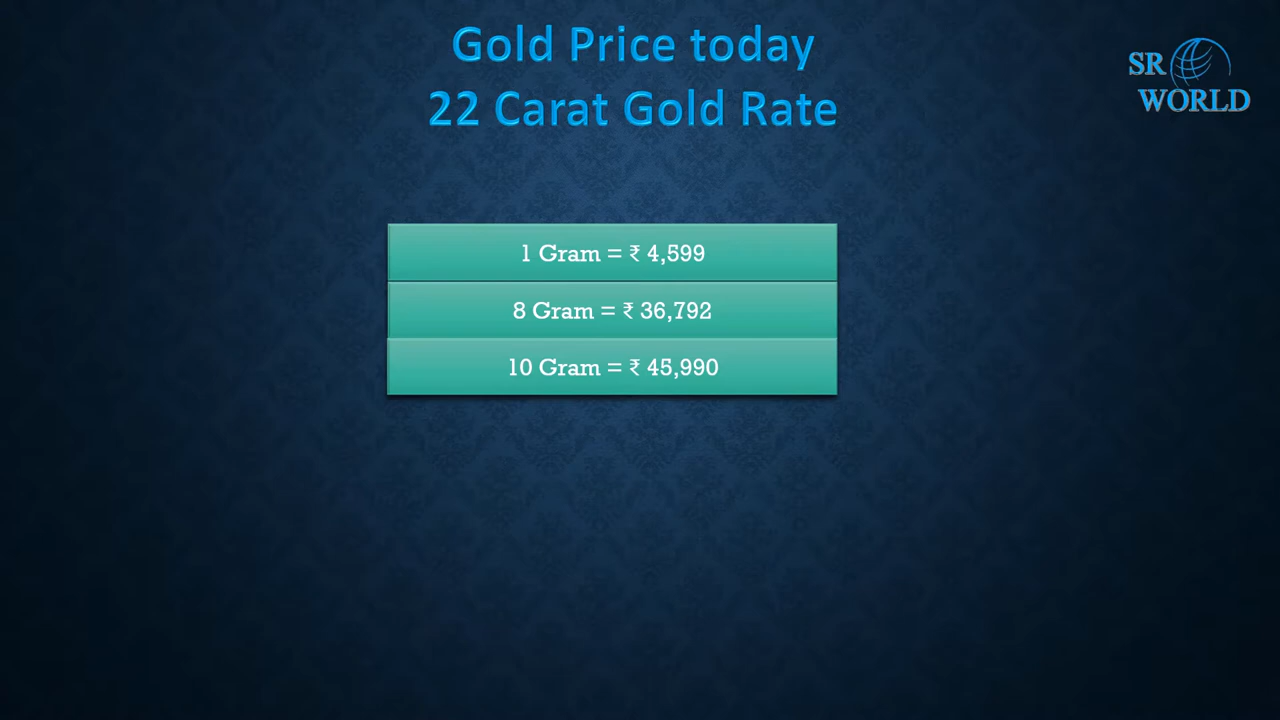 Gold Price today
22 Carat Gold Rate
SR
WORLD
1 Gram = ₹ 4,599
8 Gram = ₹ 36,792
10 Gram = ₹ 45,990